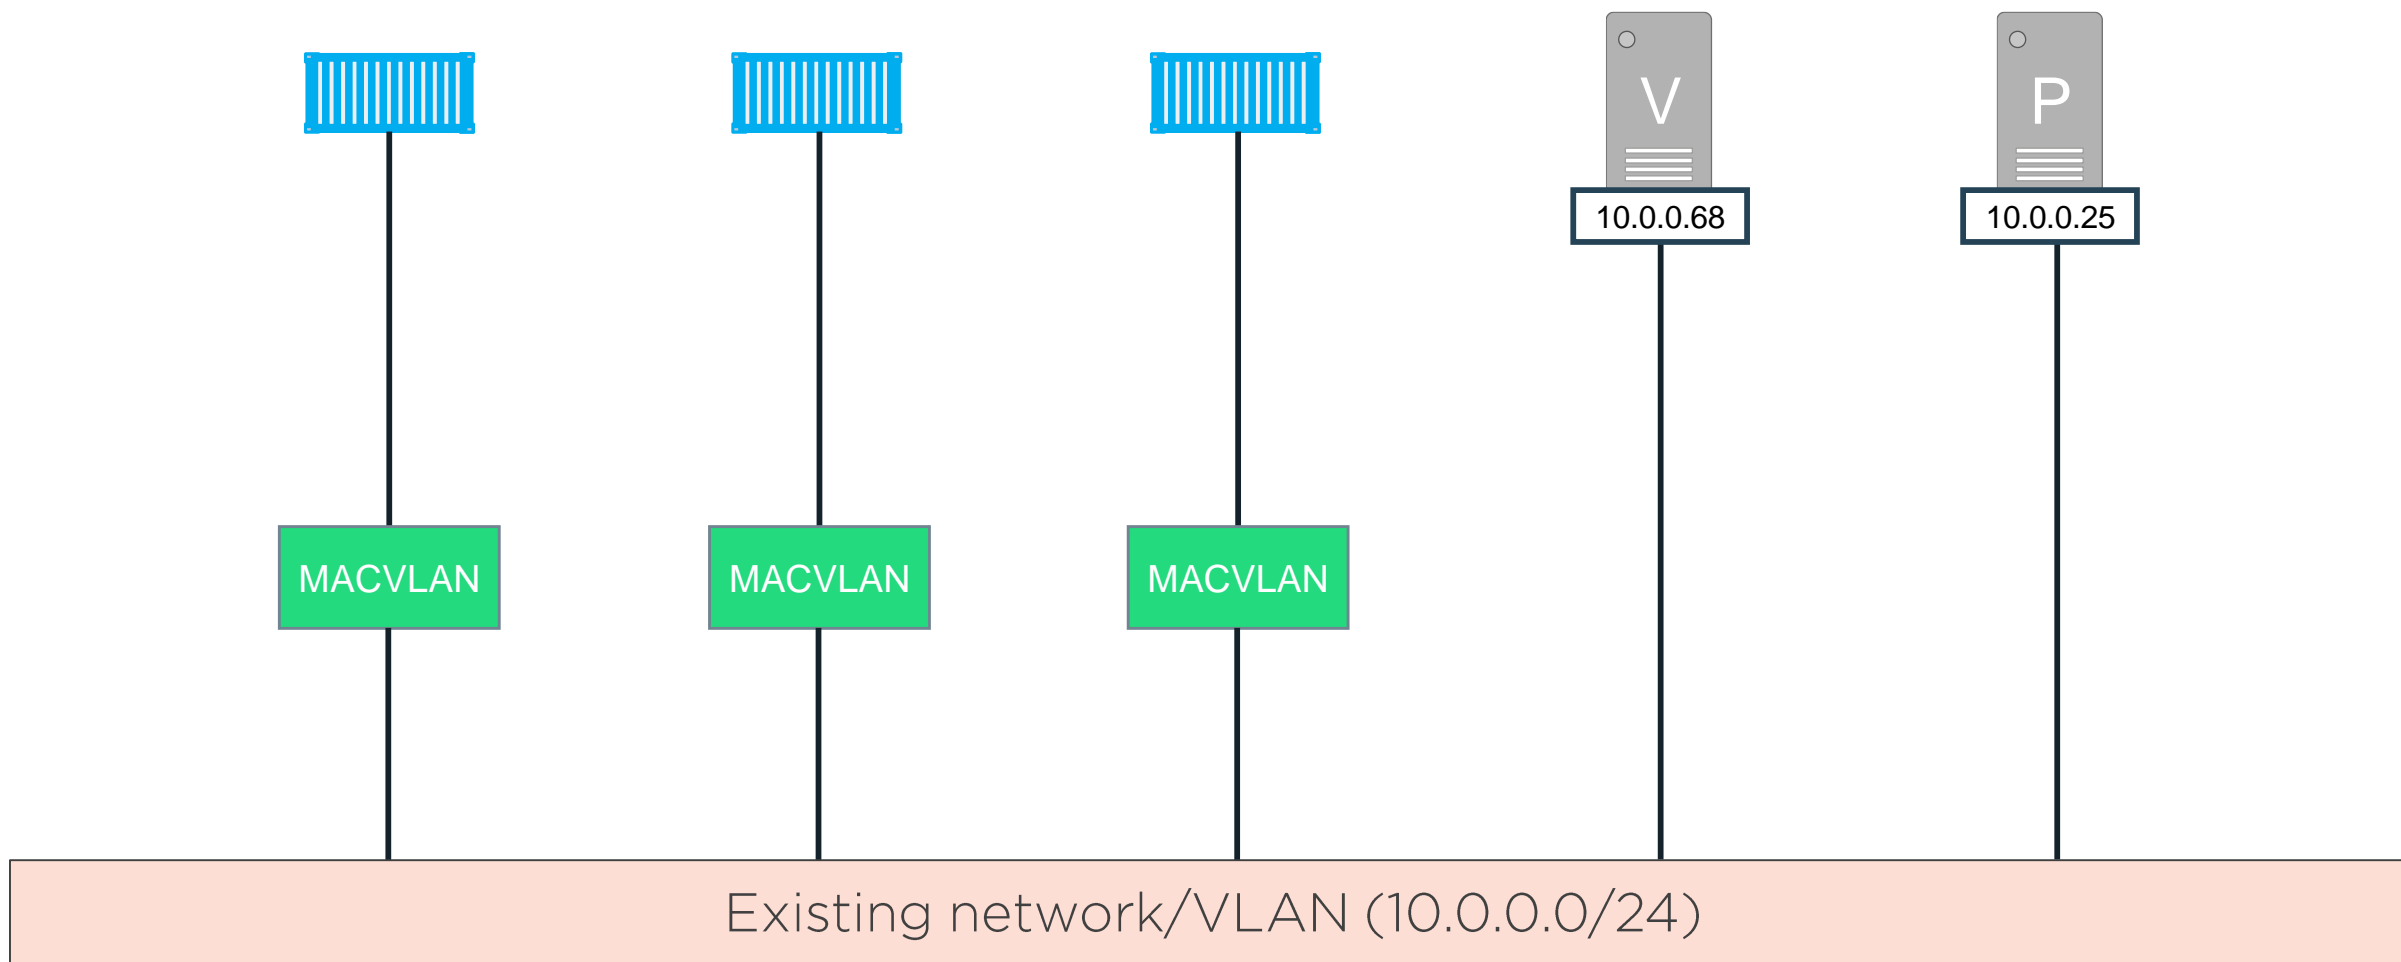 V
P
10.0.0.68
10.0.0.25
MACVLAN
MACVLAN
MACVLAN
Existing network/VLAN (10.0.0.0/24)